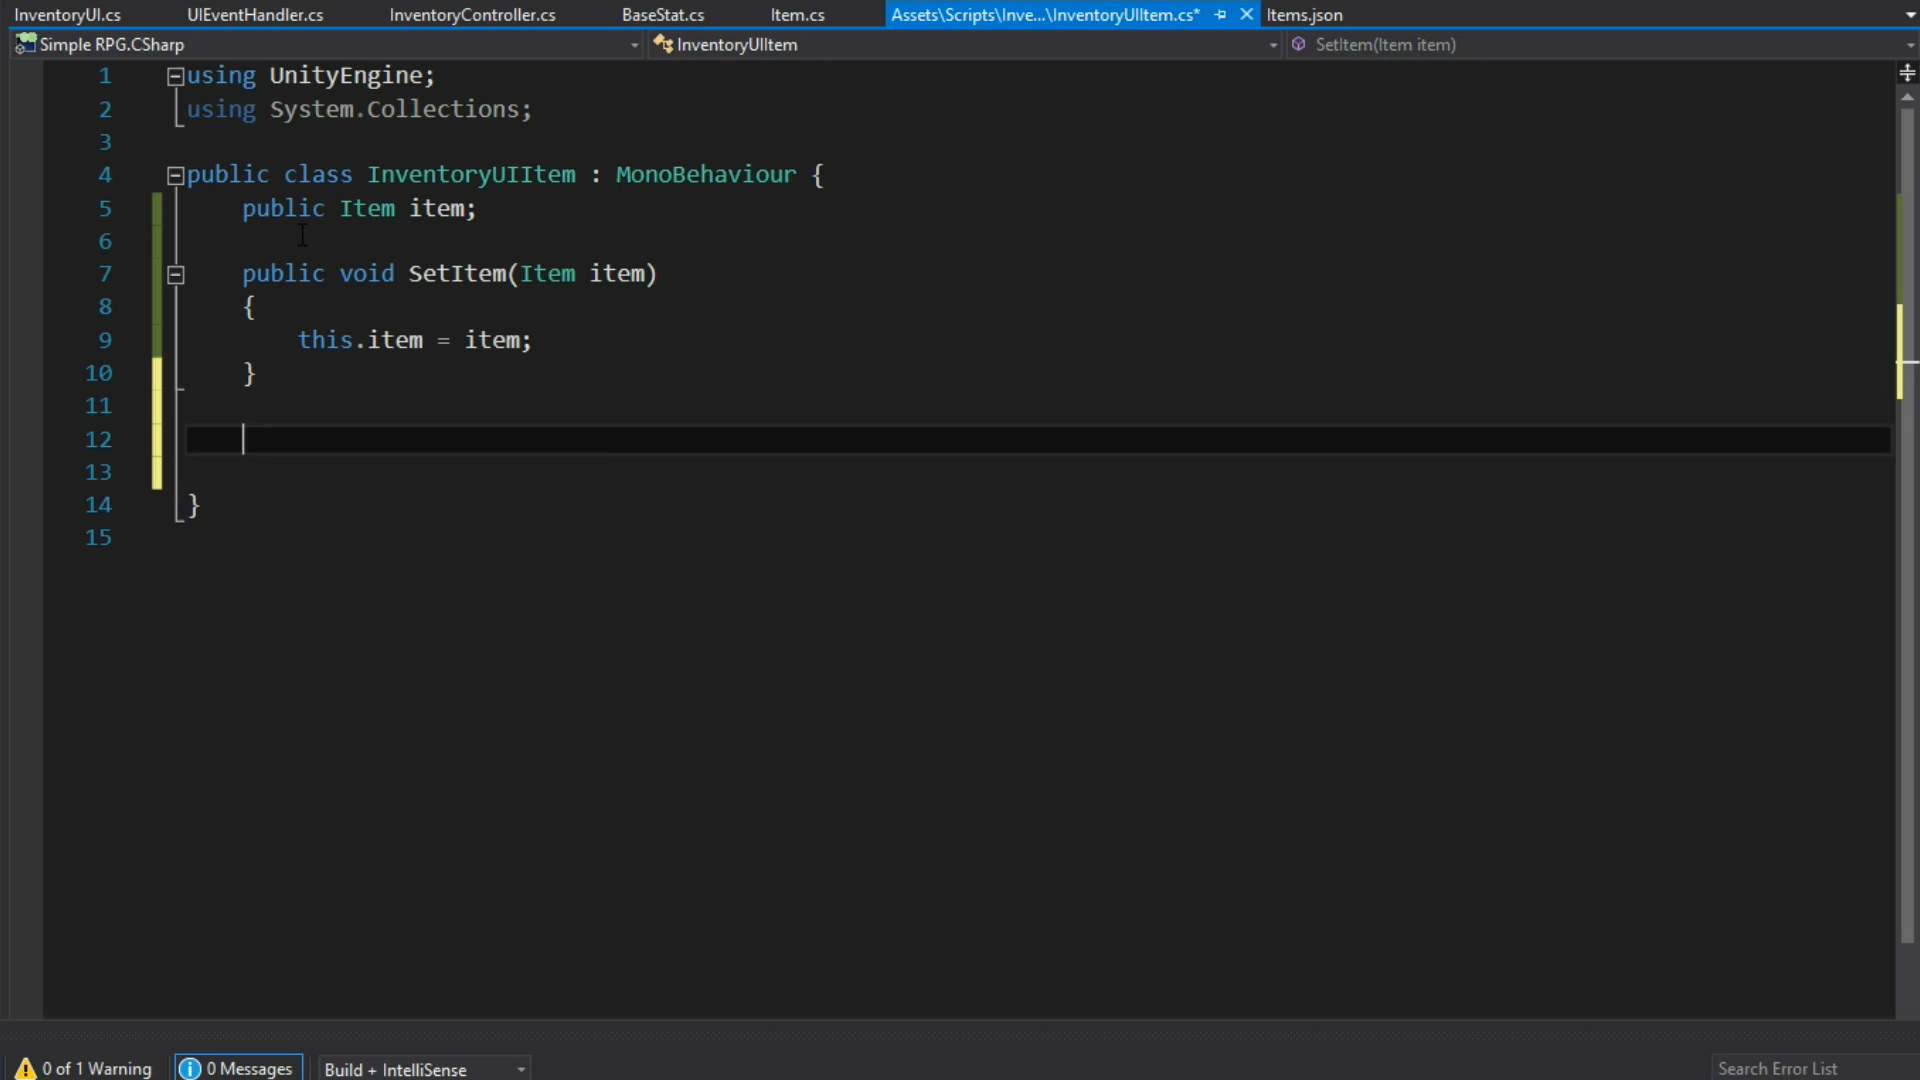 InventoryUI.cs UIEventHandler.cs InventoryController.cs BaseStat.cs Item.cs Assets\Scripts\Inve...\InventoryUIItem.cs* Items.json
Simple RPG.CSharp InventoryUIItem SetItem(Item item)
1 using UnityEngine;
2 using System.Collections;
3
4 public class InventoryUIItem : MonoBehaviour {
5 public Item item;
6
7 public void SetItem(Item item)
8 {
9 this.item = item;
10 }
11
12
13
14 }
15
0 of 1 Warning 0 Messages Build + IntelliSense Search Error List